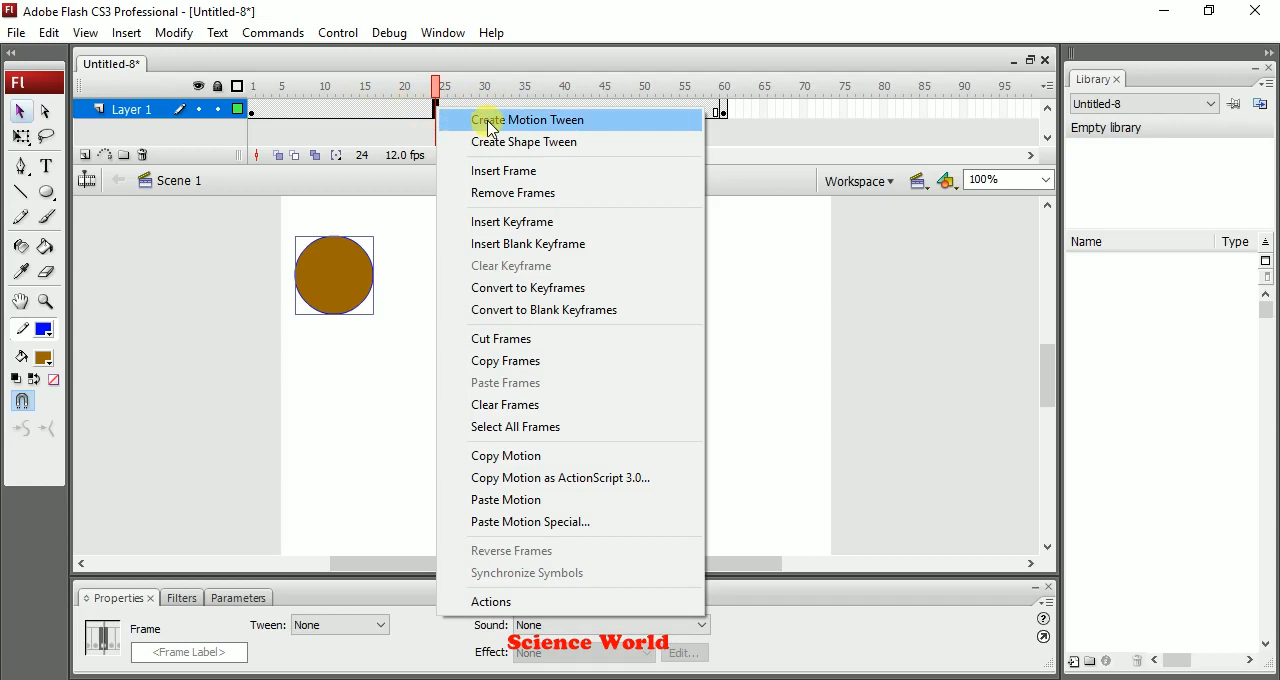 Fl Adobe Flash CS3 Professional - [Untitled-8*]
File Edit View Insert Modify Text Commands Control Debug Window Help
Untitled-8*
Fl
1 5 10 15 20 25 30 35 40 45 50 55 60 65 70 75 80 85 90 95
Layer 1
24 12.0 fps
Scene 1
Workspace
100%
Create Motion Tween
Create Shape Tween
Insert Frame
Remove Frames
Insert Keyframe
Insert Blank Keyframe
Clear Keyframe
Convert to Keyframes
Convert to Blank Keyframes
Cut Frames
Copy Frames
Paste Frames
Clear Frames
Select All Frames
Copy Motion
Copy Motion as ActionScript 3.0...
Paste Motion
Paste Motion Special...
Reverse Frames
Synchronize Symbols
Actions
Library
Untitled-8
Empty library
Name Type
Properties Filters Parameters
Frame
<Frame Label>
Tween: None
Sound: None
Effect: None Edit...
Science World